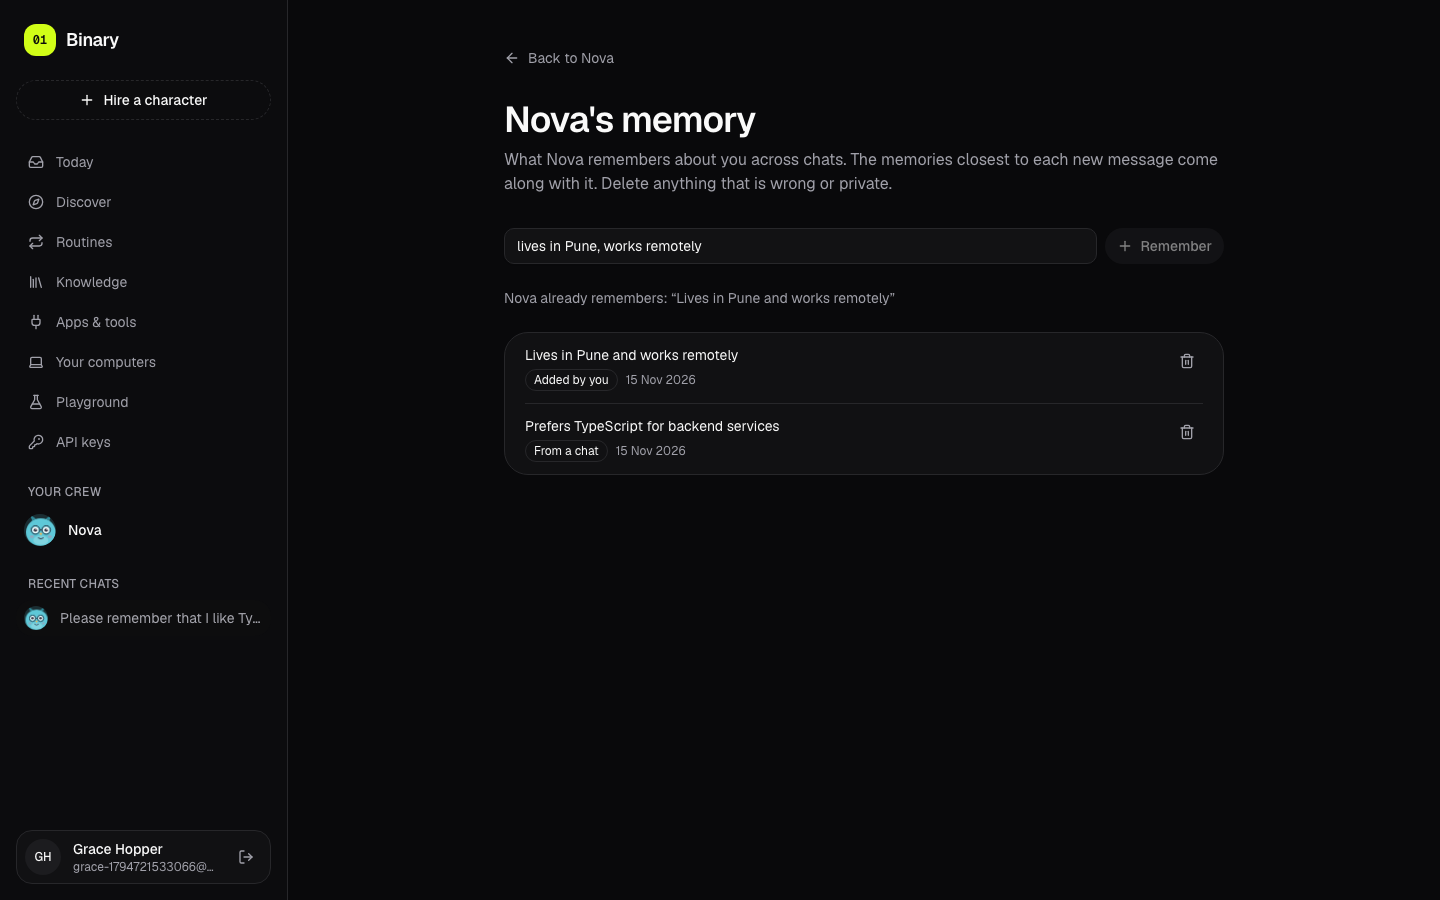 01 Binary
Hire a character
Today
Discover
Routines
Knowledge
Apps & tools
Your computers
Playground
API keys
YOUR CREW
Nova
RECENT CHATS
Please remember that I like Ty...
GH
Grace Hopper
grace-1794721533066@...
Back to Nova
Nova's memory
What Nova remembers about you across chats. The memories closest to each new message come
along with it. Delete anything that is wrong or private.
lives in Pune, works remotely
Remember
Nova already remembers: “Lives in Pune and works remotely”
Lives in Pune and works remotely
Added by you 15 Nov 2026
Prefers TypeScript for backend services
From a chat 15 Nov 2026